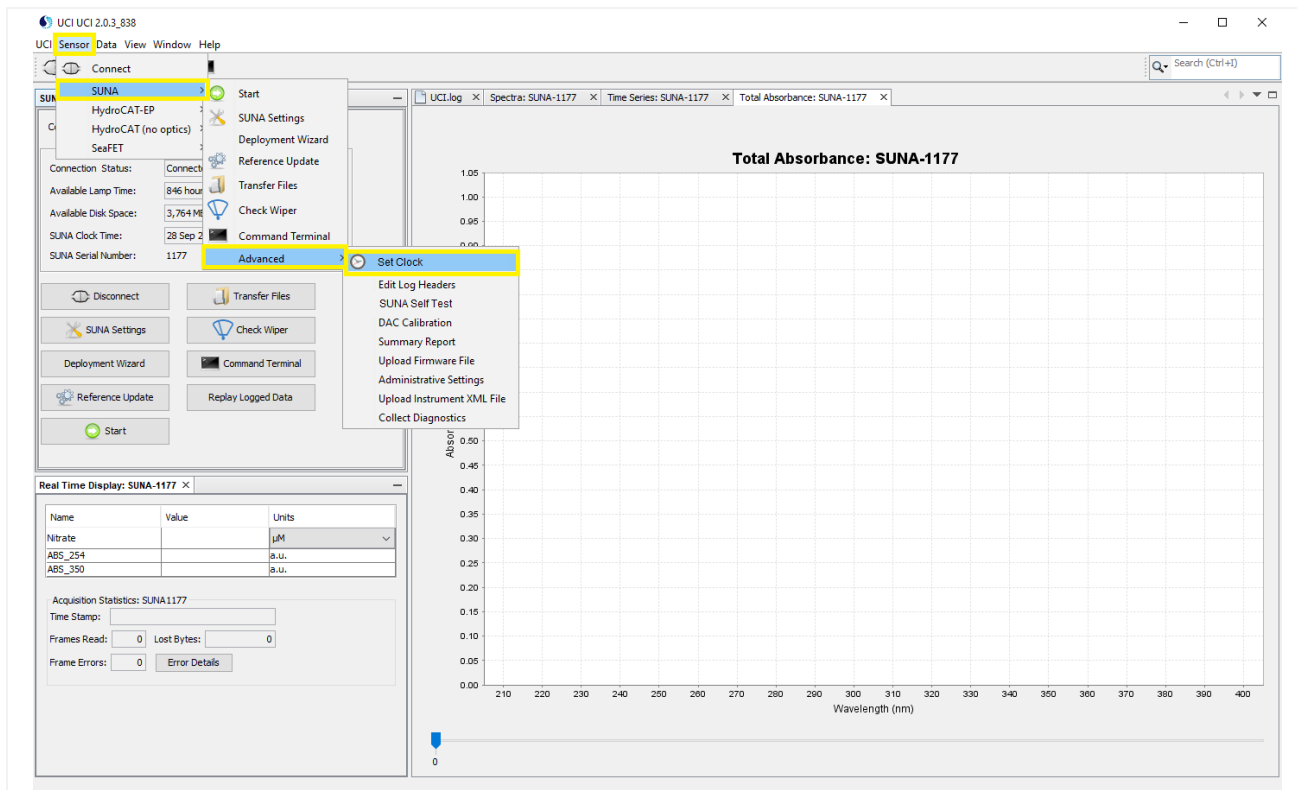 UCI UCI 2.0.3_838
UCI Sensor Data View Window Help
Search (Ctrl+I)
Connect
SUNA
HydroCAT-EP
HydroCAT (no optics)
SeaFET
Start
SUNA Settings
Deployment Wizard
Reference Update
Transfer Files
Check Wiper
Command Terminal
Advanced
Set Clock
Edit Log Headers
SUNA Self Test
DAC Calibration
Summary Report
Upload Firmware File
Administrative Settings
Upload Instrument XML File
Collect Diagnostics
Connection Status:
Available Lamp Time: 846
Available Disk Space: 3,764
SUNA Clock Time: 28 Sep
SUNA Serial Number: 1177
Disconnect Transfer Files
SUNA Settings Check Wiper
Deployment Wizard Command Terminal
Reference Update Replay Logged Data
Start
Real Time Display: SUNA-1177
Name Value Units
Nitrate µM
ABS_254 a.u.
ABS_350 a.u.
Acquisition Statistics: SUNA1177
Time Stamp:
Frames Read: 0 Lost Bytes: 0
Frame Errors: 0 Error Details
UCI.log Spectra: SUNA-1177 Time Series: SUNA-1177 Total Absorbance: SUNA-1177
Total Absorbance: SUNA-1177
1.05
1.00
0.95
0.50
0.45
0.40
0.35
0.30
0.25
0.20
0.15
0.10
0.05
0.00
210 220 230 240 250 260 270 280 290 300 310 320 330 340 350 360 370 380 390 400
Wavelength (nm)
0